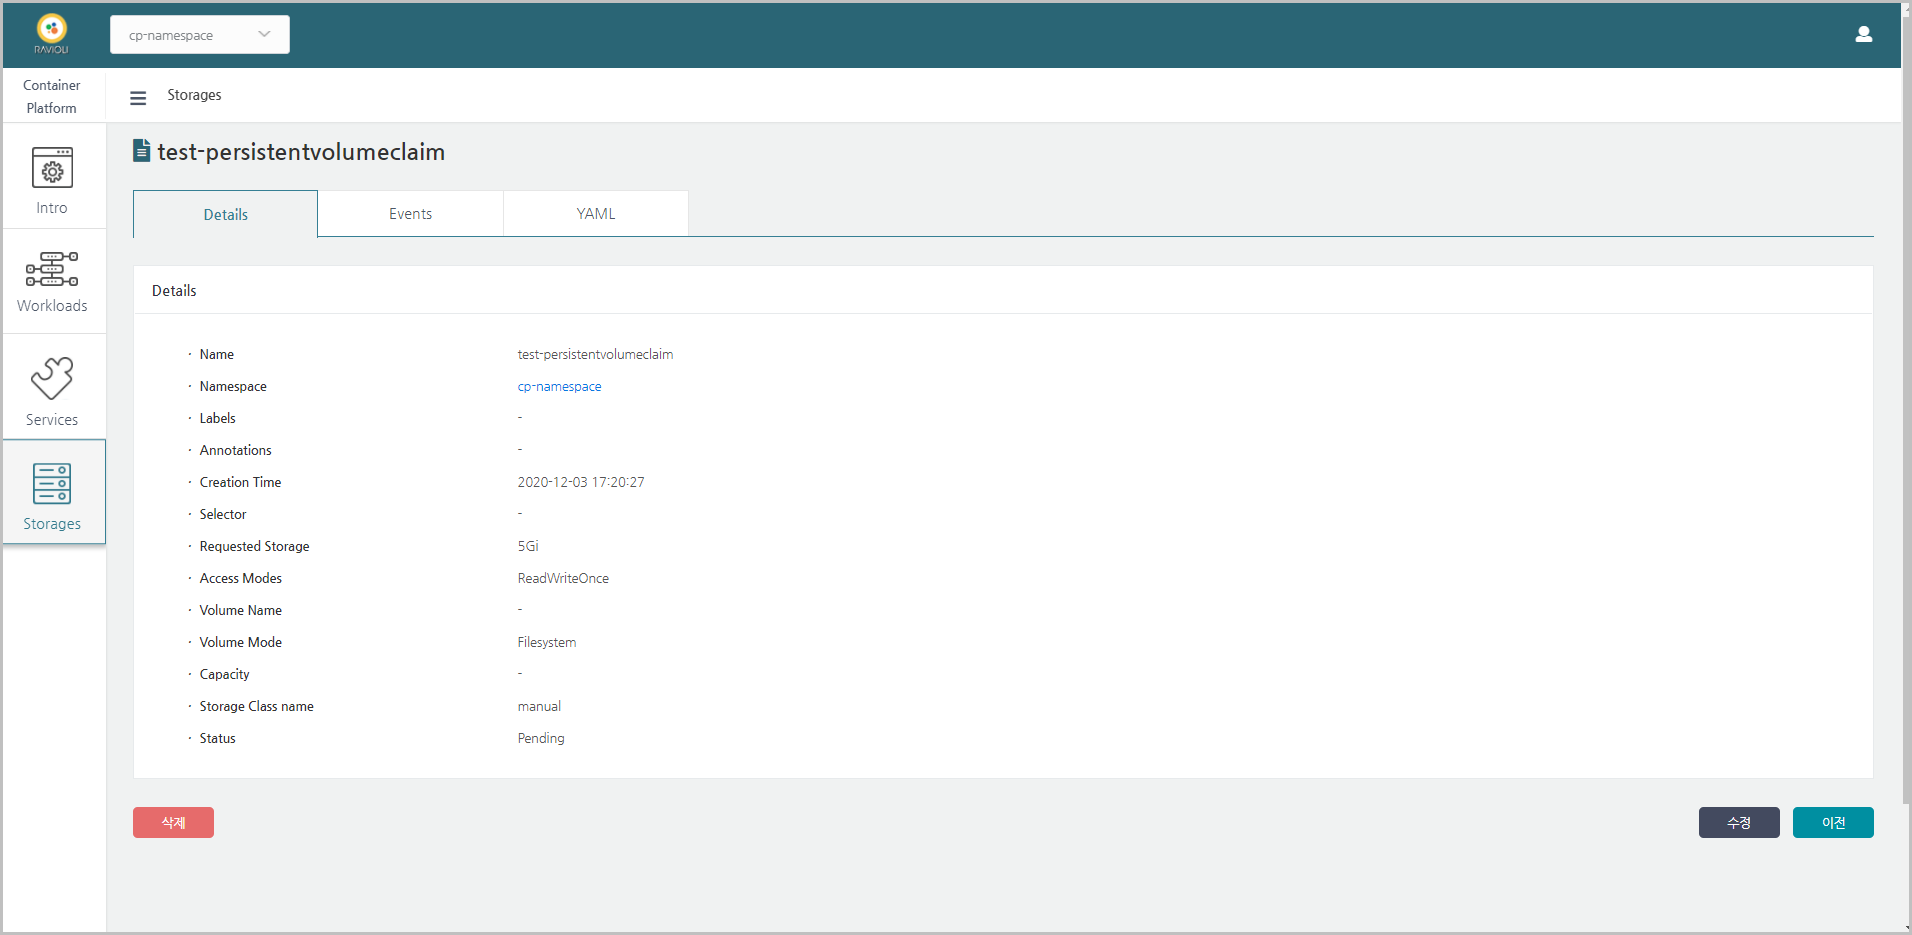 RAVIOLI
cp-namespace
Container
Platform
Storages
Intro
Workloads
Services
Storages
test-persistentvolumeclaim
Details
Events
YAML
Details
· Name test-persistentvolumeclaim
· Namespace cp-namespace
· Labels -
· Annotations -
· Creation Time 2020-12-03 17:20:27
· Selector -
· Requested Storage 5Gi
· Access Modes ReadWriteOnce
· Volume Name -
· Volume Mode Filesystem
· Capacity -
· Storage Class name manual
· Status Pending
삭제
수정
이전